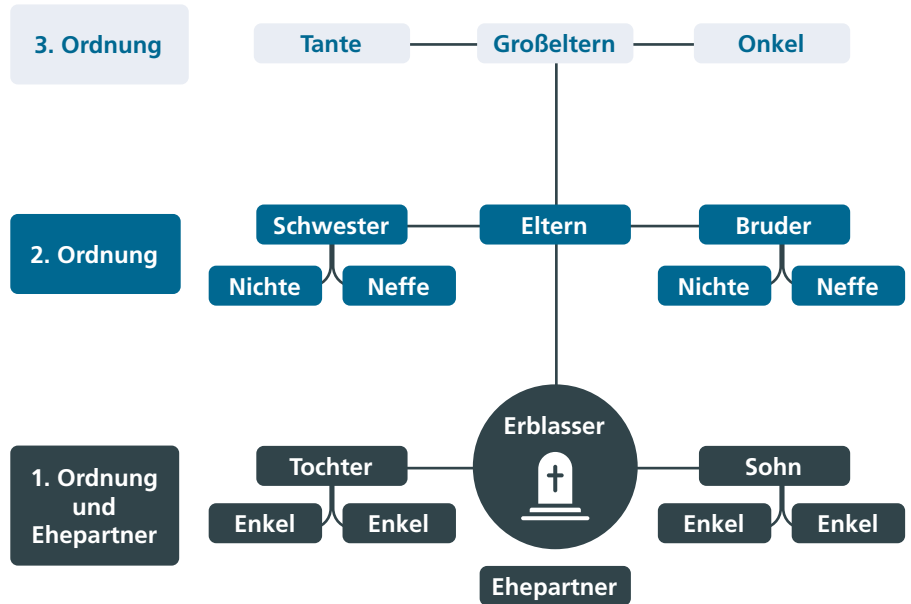 3. Ordnung
Tante
Großeltern
Onkel
2. Ordnung
Schwester
Eltern
Bruder
Nichte
Neffe
Nichte
Neffe
1. Ordnung
und
Ehepartner
Erblasser
Tochter
Sohn
Enkel
Enkel
Enkel
Enkel
Ehepartner